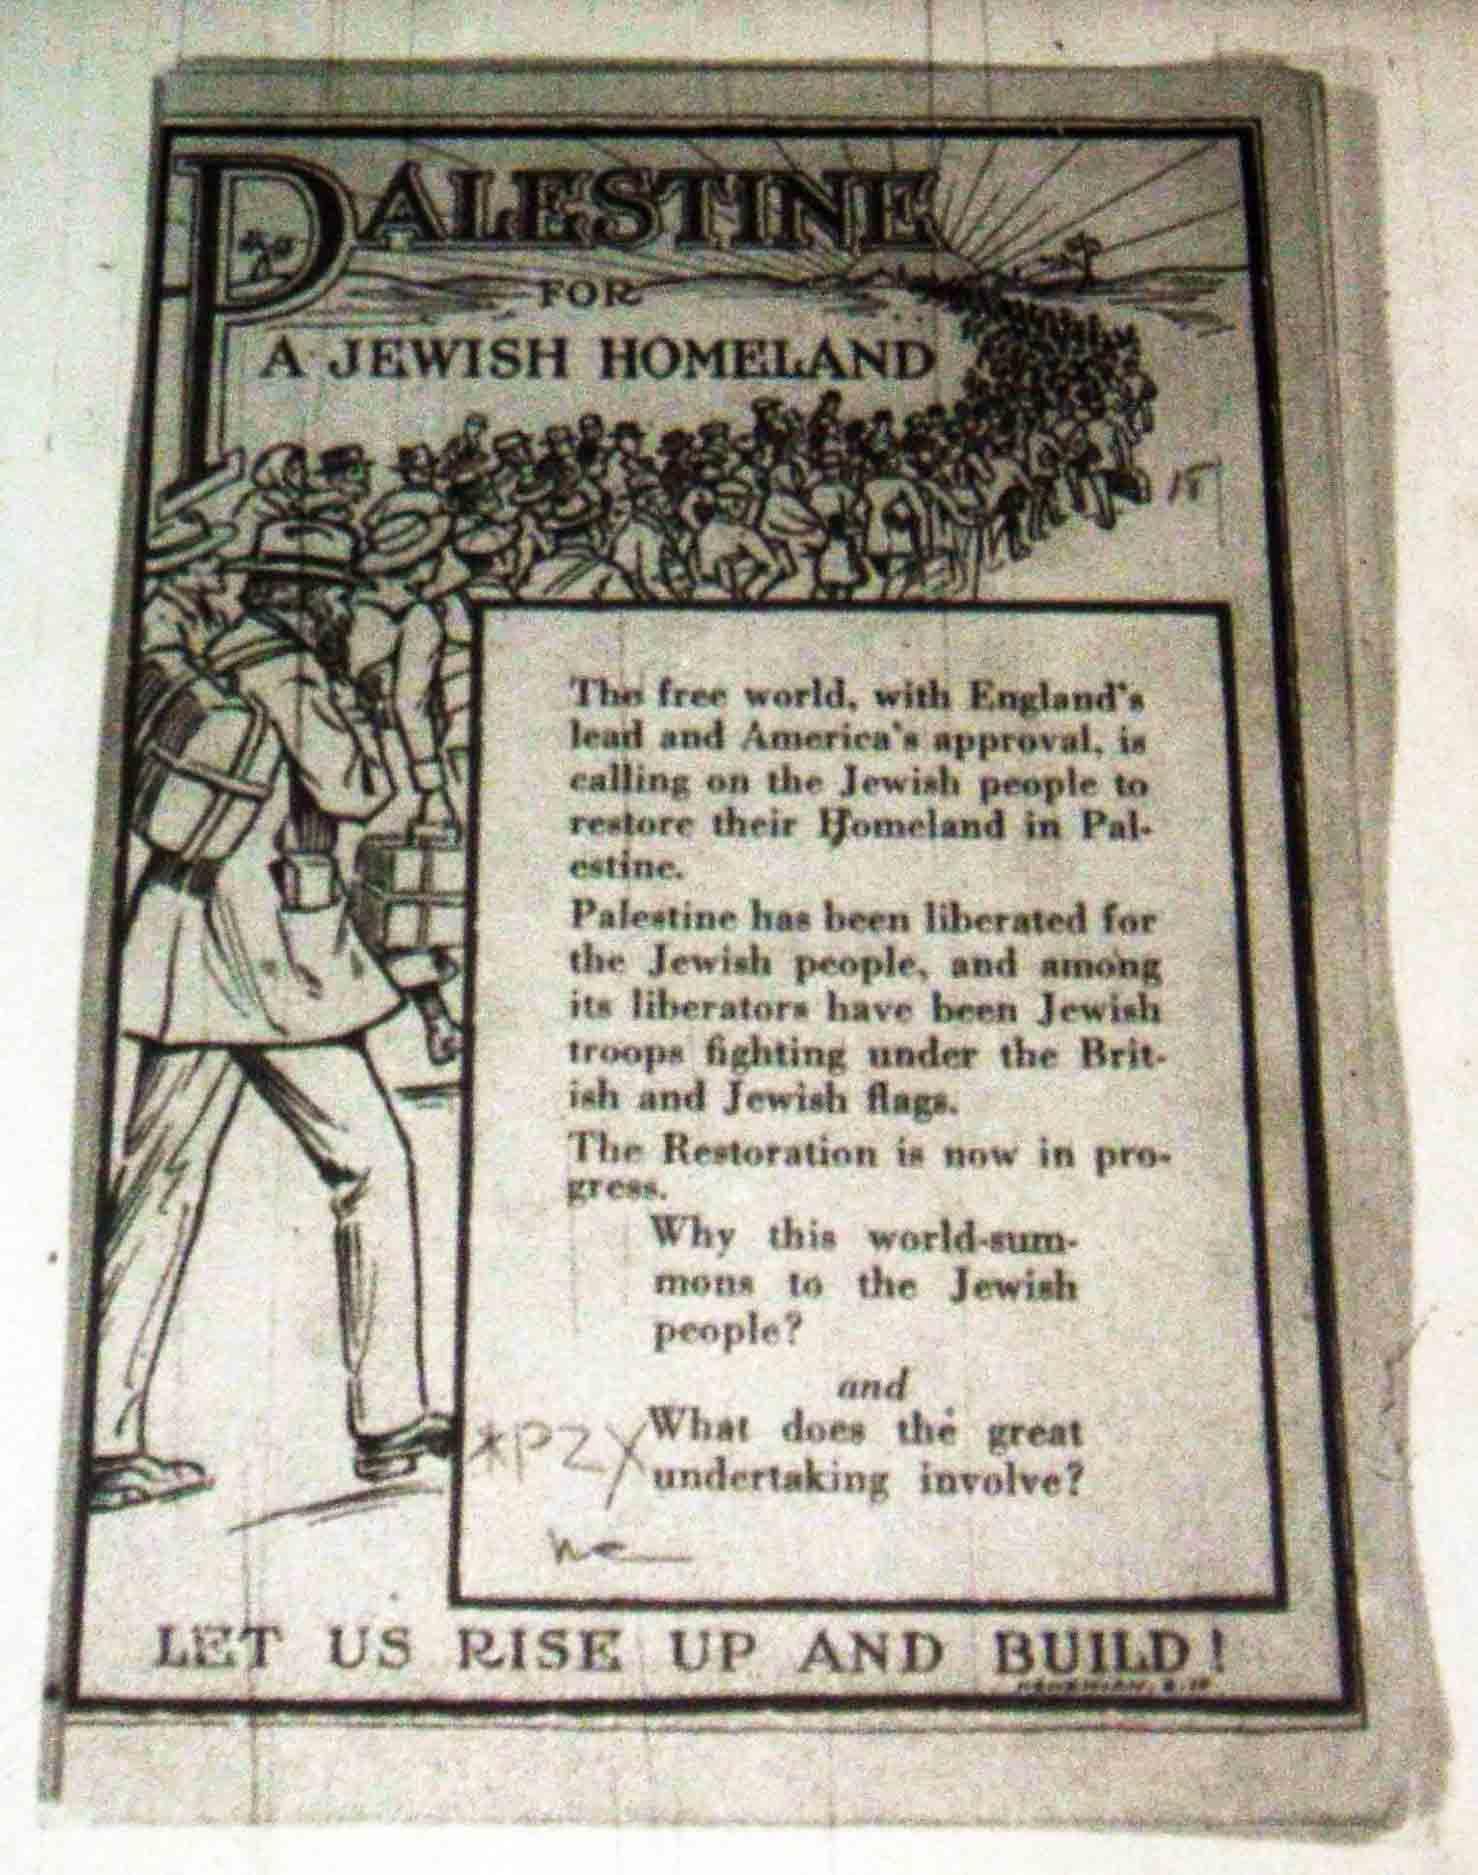 PALESTINE
FOR
A JEWISH HOMELAND
15
The free world, with England's
lead and America's approval, is
calling on the Jewish people to
restore their Homeland in Pal-
estine.
Palestine has been liberated for
the Jewish people, and among
its liberators have been Jewish
troops fighting under the Brit-
ish and Jewish flags.
The Restoration is now in pro-
gress.
Why this world-sum-
mons to the Jewish
people?
and
What does the great
undertaking involve?
*PZX
LET US RISE UP AND BUILD!
NEHEMIAH,